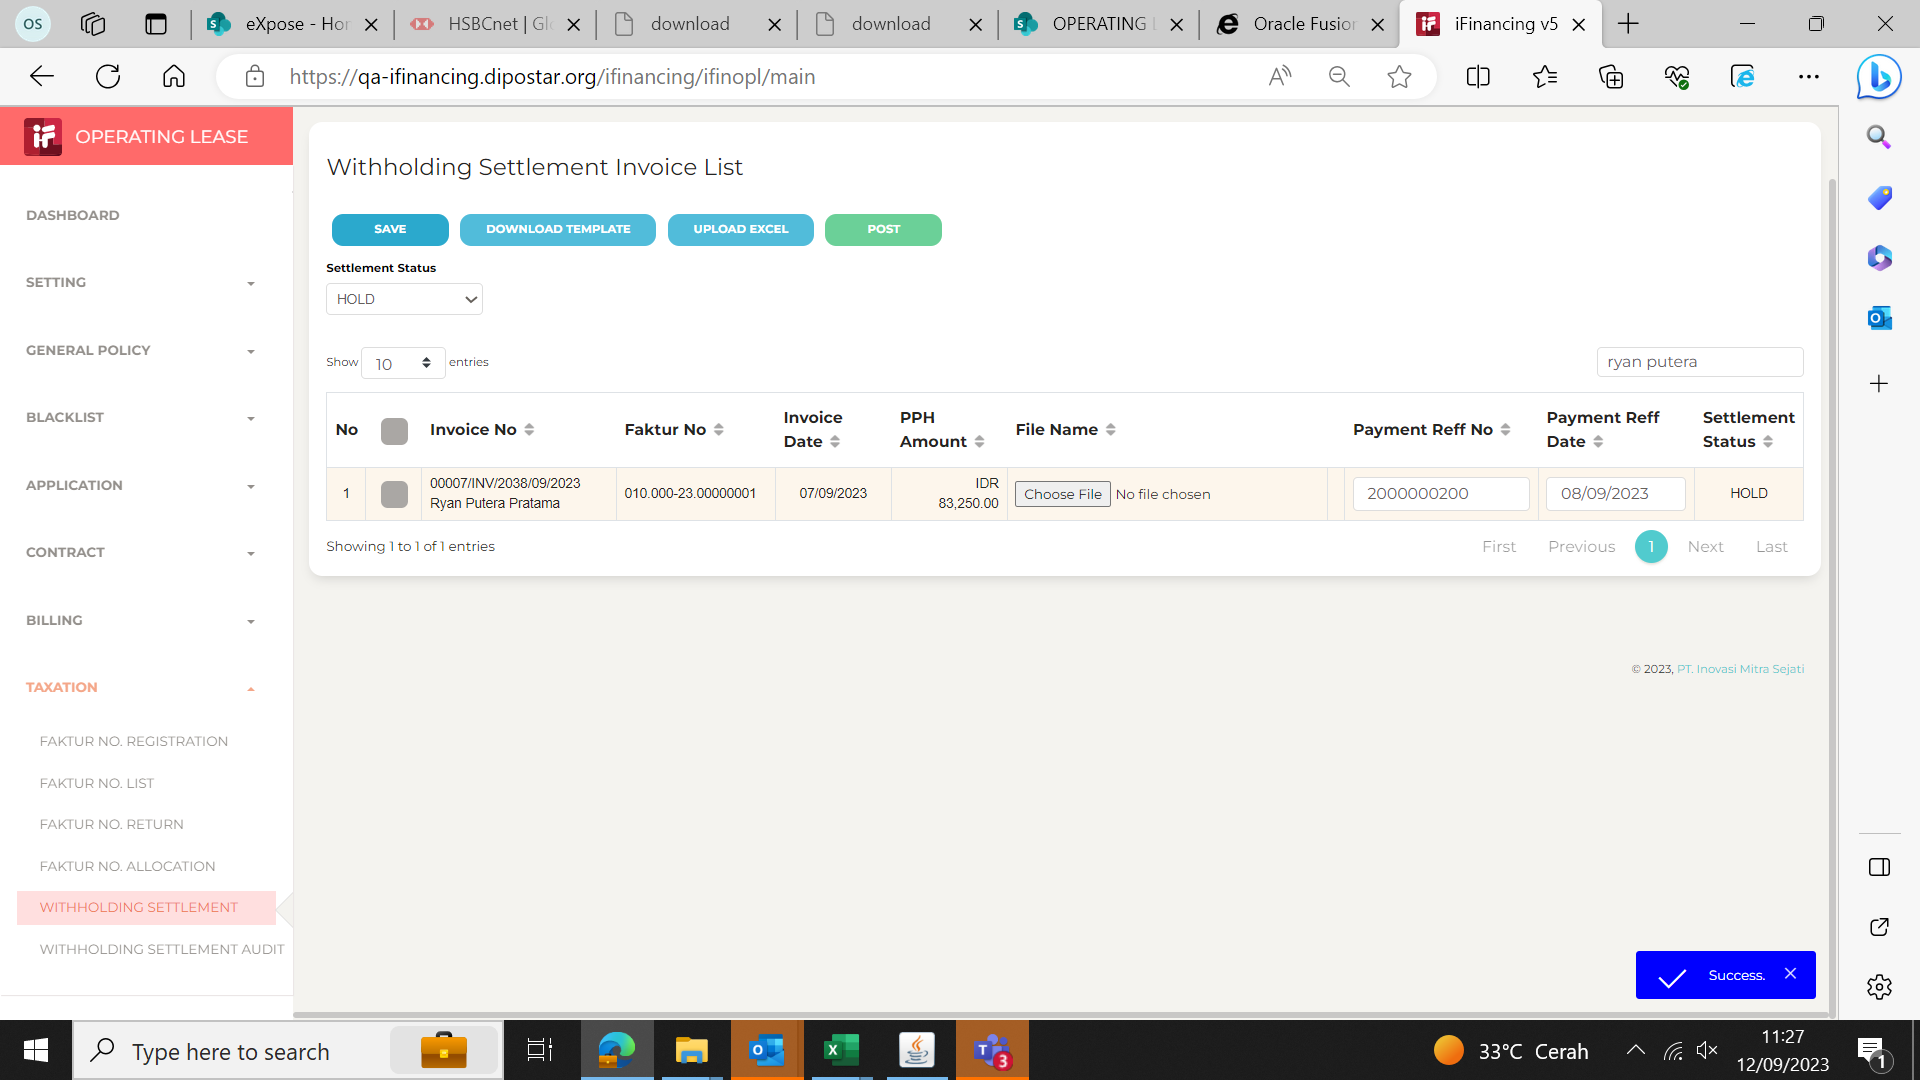 OS
eXpose - Hor
HSBCnet | Glo
download
download
OPERATING L
Oracle Fusion
iFinancing v5
https://qa-ifinancing.dipostar.org/ifinancing/ifinopl/main
iF OPERATING LEASE
DASHBOARD
SETTING
GENERAL POLICY
BLACKLIST
APPLICATION
CONTRACT
BILLING
TAXATION
FAKTUR NO. REGISTRATION
FAKTUR NO. LIST
FAKTUR NO. RETURN
FAKTUR NO. ALLOCATION
WITHHOLDING SETTLEMENT
WITHHOLDING SETTLEMENT AUDIT
Withholding Settlement Invoice List
SAVE DOWNLOAD TEMPLATE UPLOAD EXCEL POST
Settlement Status
HOLD
Show 10 entries
ryan putera
No
Invoice No
Faktur No
Invoice Date
PPH Amount
File Name
Payment Reff No
Payment Reff Date
Settlement Status
1
00007/INV/2038/09/2023
Ryan Putera Pratama
010.000-23.00000001
07/09/2023
IDR
83,250.00
Choose File No file chosen
2000000200
08/09/2023
HOLD
Showing 1 to 1 of 1 entries
First Previous 1 Next Last
© 2023, PT. Inovasi Mitra Sejati
Success.
Type here to search
3
33°C Cerah
11:27
12/09/2023
1